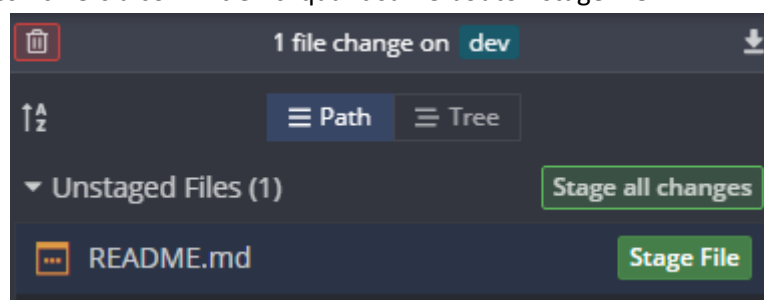 1 file change on dev
Path Tree
Unstaged Files (1) Stage all changes
README.md Stage File